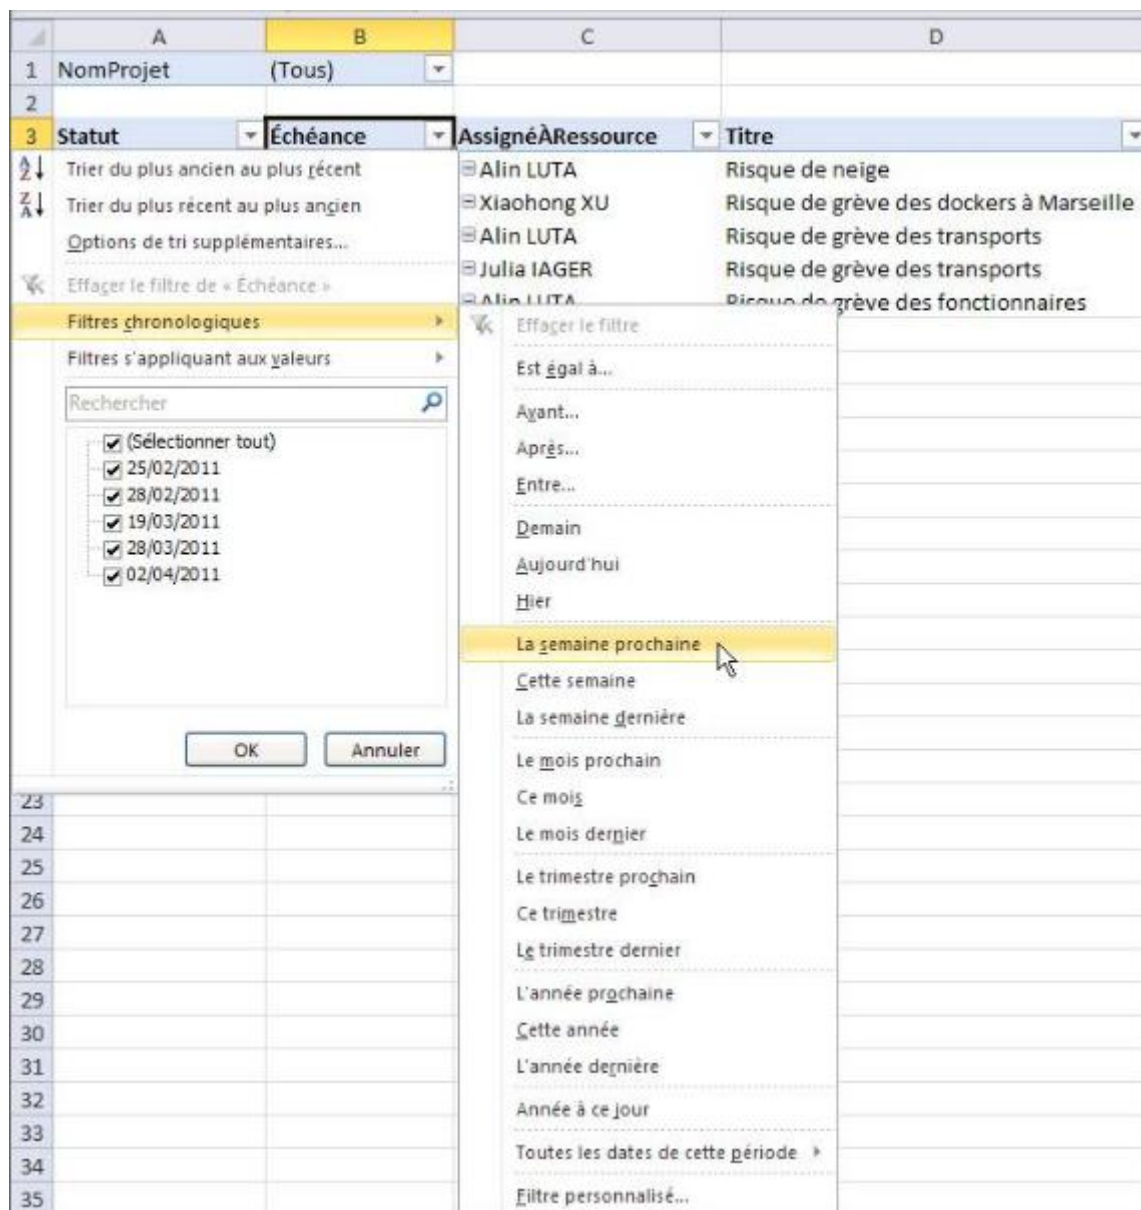 A B C D
1 NomProjet (Tous)
2
3 Statut Échéance AssignéÀRessource Titre
Trier du plus ancien au plus récent
Trier du plus récent au plus ancien
Options de tri supplémentaires...
Effacer le filtre de « Échéance »
Filtres chronologiques
Filtres s'appliquant aux valeurs
Rechercher
(Sélectionner tout)
25/02/2011
28/02/2011
19/03/2011
28/03/2011
02/04/2011
OK Annuler
Alin LUTA Risque de neige
Xiaohong XU Risque de grève des dockers à Marseille
Alin LUTA Risque de grève des transports
Julia IAGER Risque de grève des transports
Alin LUTA Risque de grève des fonctionnaires
Effacer le filtre
Est égal à...
Avant...
Après...
Entre...
Demain
Aujourd'hui
Hier
La semaine prochaine
Cette semaine
La semaine dernière
Le mois prochain
Ce mois
Le mois dernier
Le trimestre prochain
Ce trimestre
Le trimestre dernier
L'année prochaine
Cette année
L'année dernière
Année à ce jour
Toutes les dates de cette période
Filtre personnalisé...
23
24
25
26
27
28
29
30
31
32
33
34
35